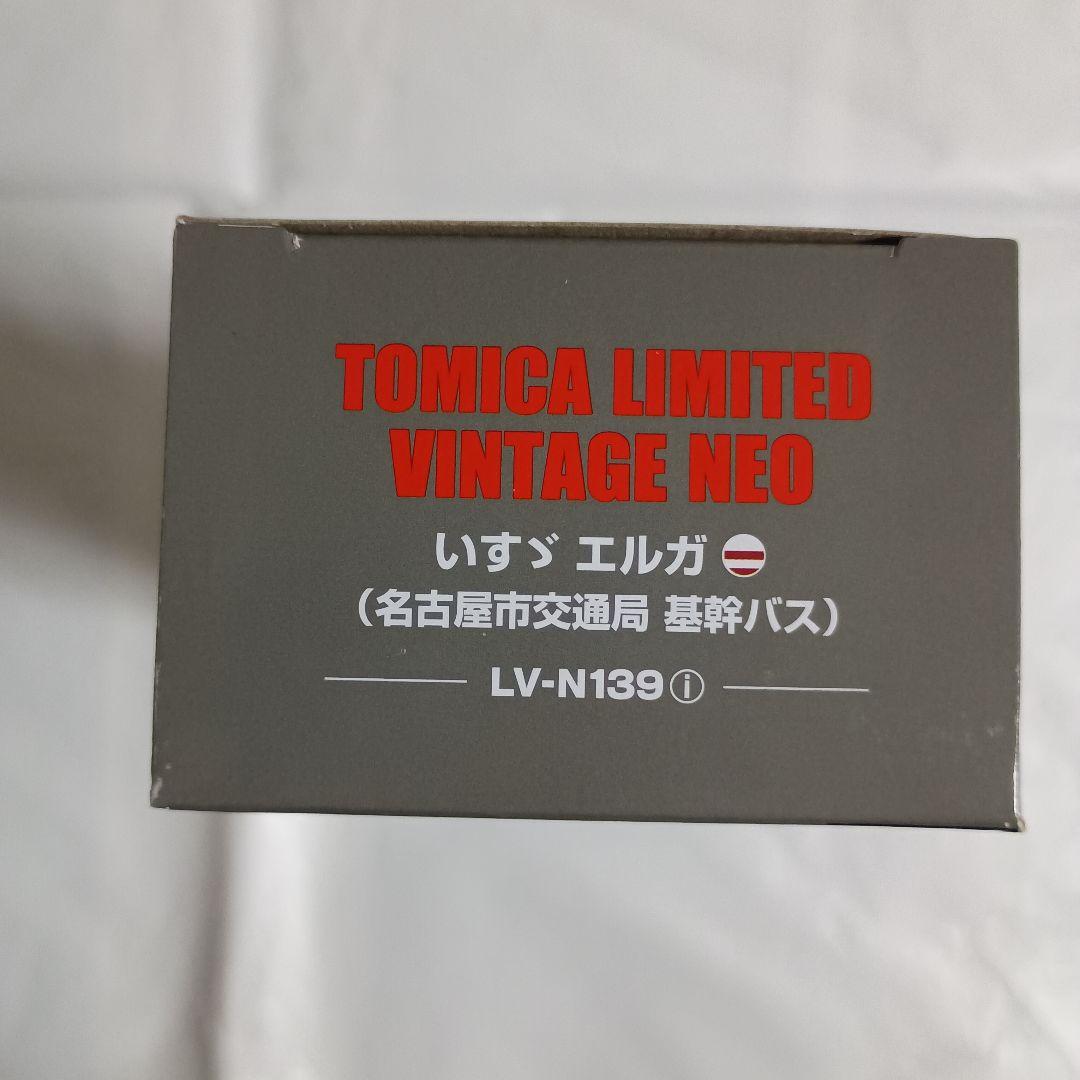 TOMICA LIMITED
VINTAGE NEO
いすゞ エルガ
（名古屋市交通局 基幹バス）
LV-N139ⓘ